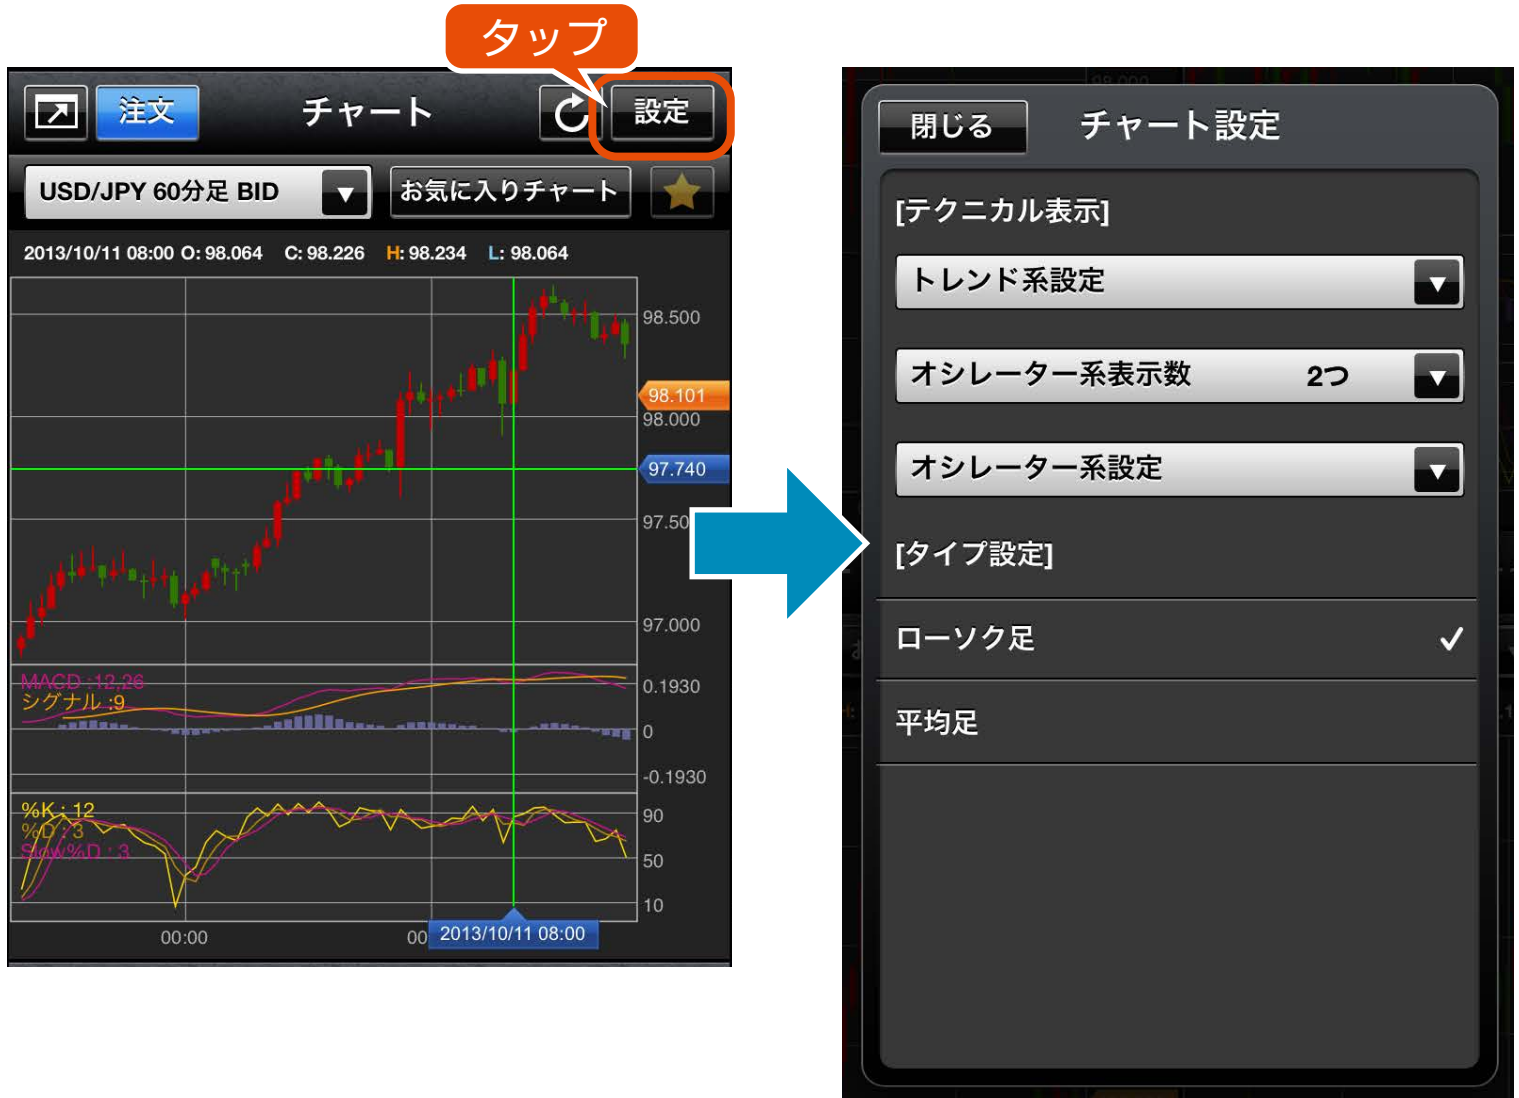 タップ
注文
チャート
設定
USD/JPY 60分足 BID
お気に入りチャート
2013/10/11 08:00 O: 98.064 C: 98.226 H: 98.234 L: 98.064
98.500
98.101
98.000
97.740
97.50
97.000
MACD :12,26
シグナル :9
0.1930
0
-0.1930
%K : 12
%D : 3
Slow%D : 3
90
50
10
00:00
00
2013/10/11 08:00
98.000
閉じる
チャート設定
[テクニカル表示]
トレンド系設定
オシレーター系表示数 2つ
オシレーター系設定
[タイプ設定]
ローソク足
平均足